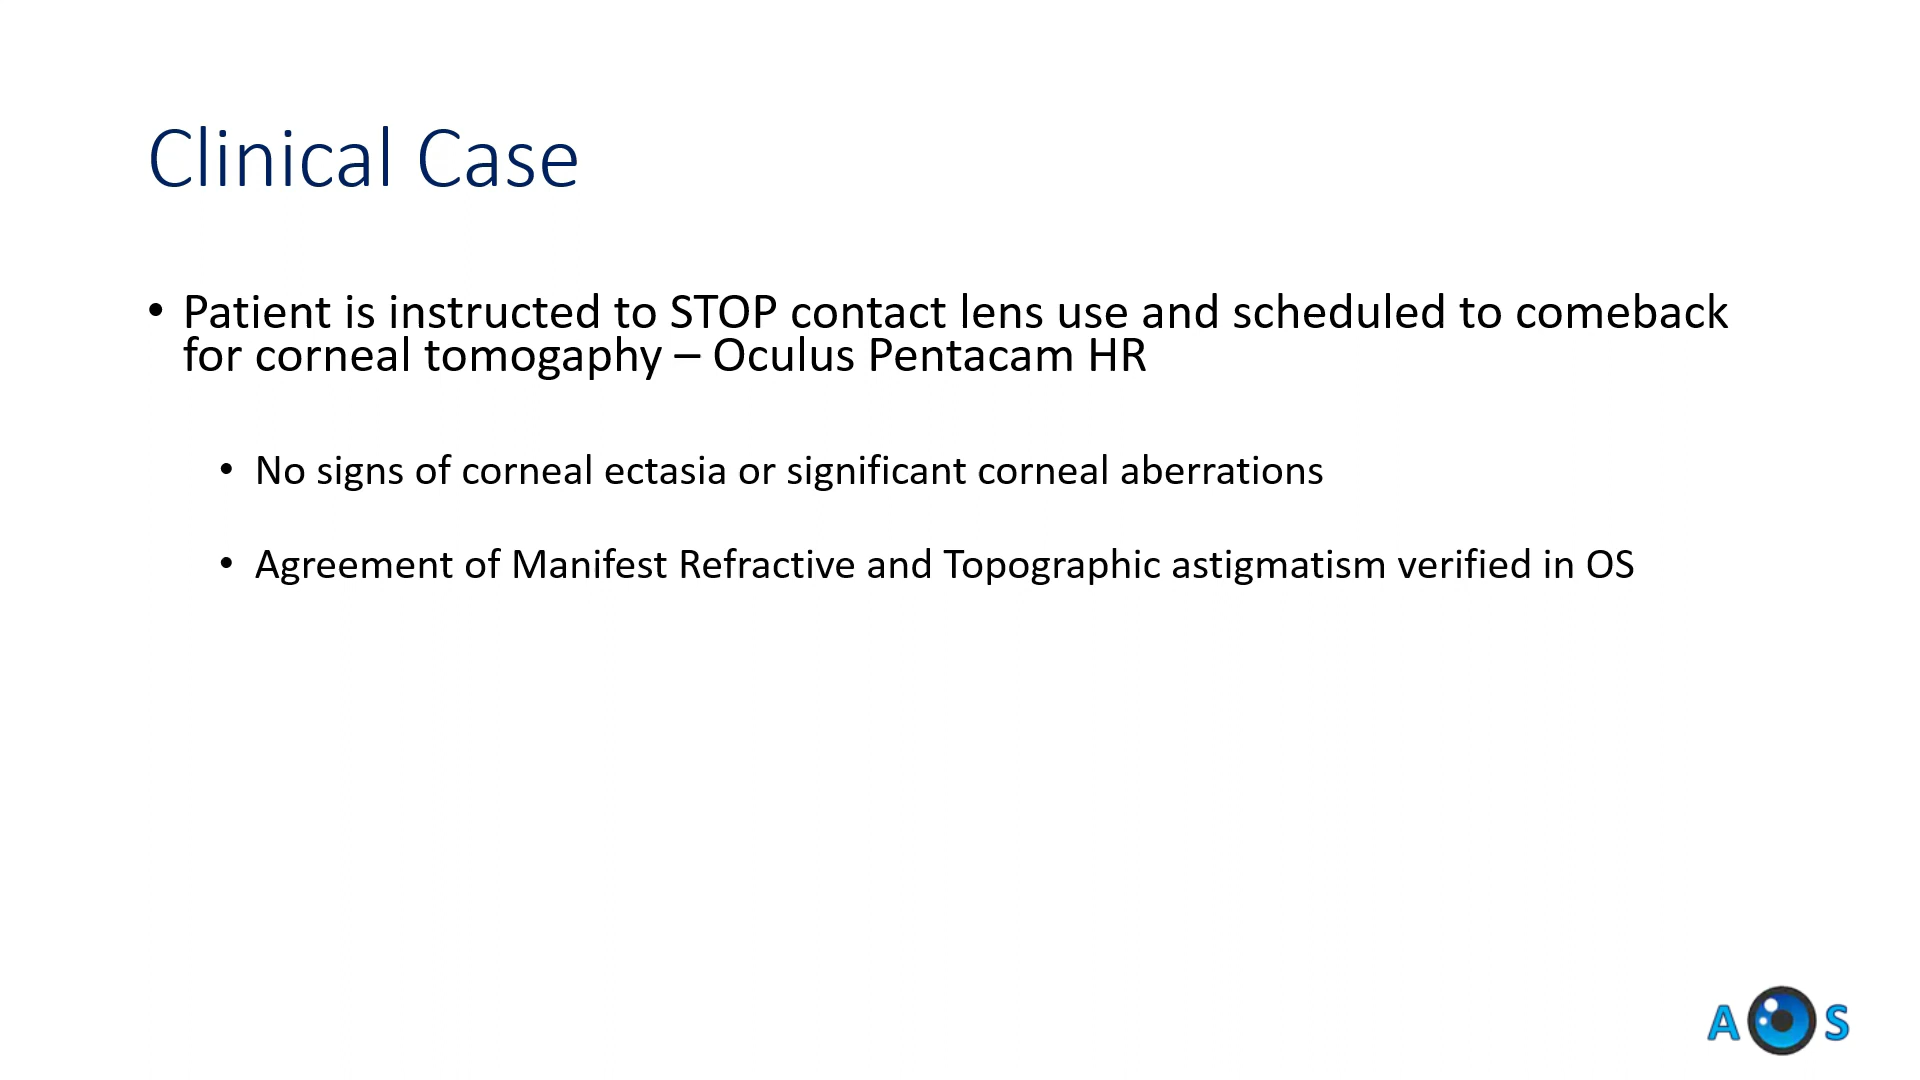 Clinical Case
• Patient is instructed to STOP contact lens use and scheduled to comeback
for corneal tomogaphy – Oculus Pentacam HR
• No signs of corneal ectasia or significant corneal aberrations
• Agreement of Manifest Refractive and Topographic astigmatism verified in OS
A S